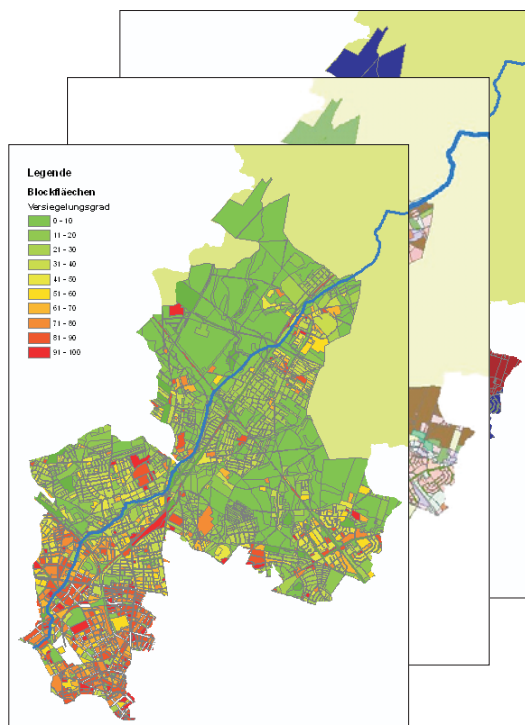 Legende
Blockfläechen
Versiegelungsgrad
0 - 10
11 - 20
21 - 30
31 - 40
41 - 50
51 - 60
61 - 70
71 - 80
81 - 90
91 - 100